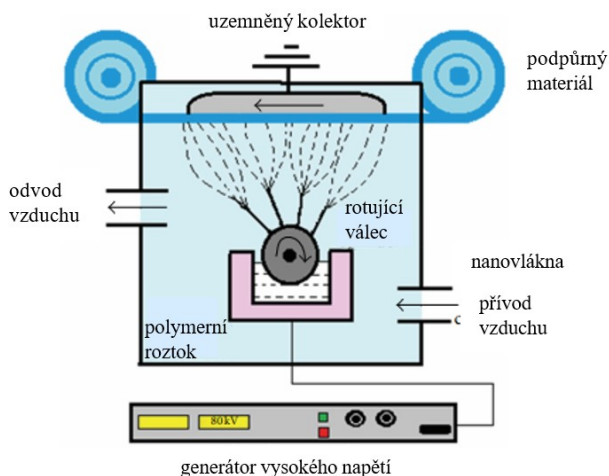 uzemněný kolektor
podpůrný
materiál
odvod
vzduchu
rotující
válec
nanovlákna
přívod
vzduchu
c
polymerní
roztok
80kV
generátor vysokého napětí